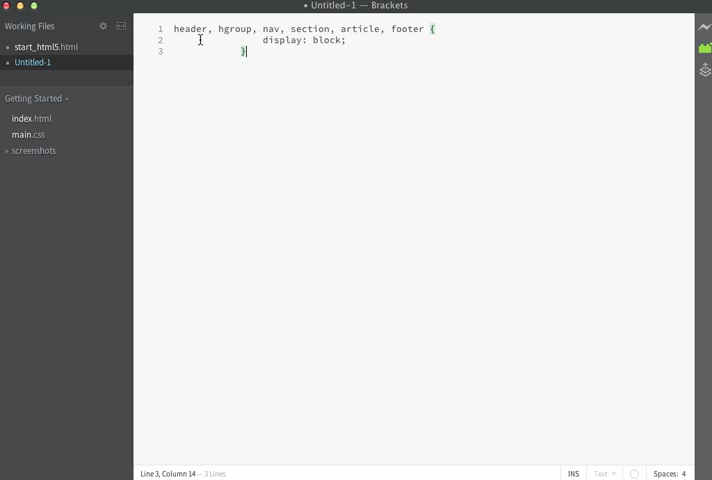 • Untitled-1 — Brackets
Working Files
• start_html5.html
• Untitled-1
Getting Started
index.html
main.css
screenshots
1 header, hgroup, nav, section, article, footer {
2 display: block;
3 }
Line 3, Column 14 — 3 Lines
INS
Text
Spaces: 4